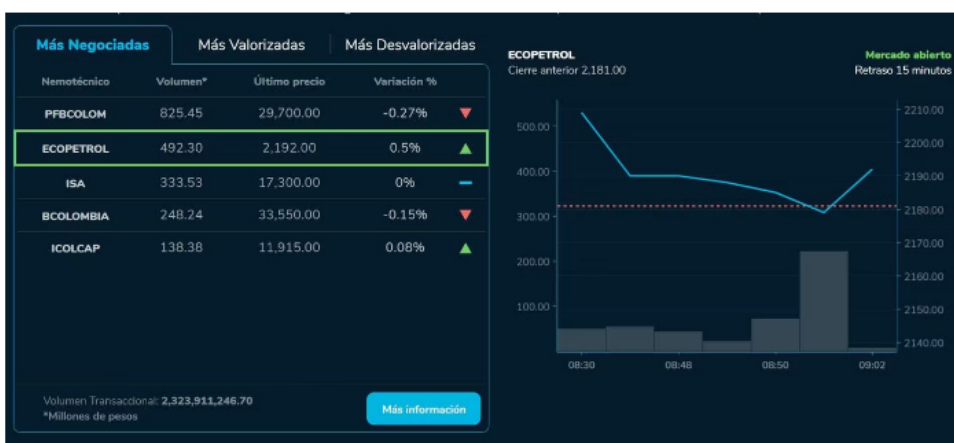 Más Negociadas
Más Valorizadas
Más Desvalorizadas
Nemotécnico Volumen* Último precio Variación %
PFBCOLOM 825.45 29,700.00 -0.27%
ECOPETROL 492.30 2,192.00 0.5%
ISA 333.53 17,300.00 0%
BCOLOMBIA 248.24 33,550.00 -0.15%
ICOLCAP 138.38 11,915.00 0.08%
Volumen Transaccional: 2,323,911,246.70
*Millones de pesos
Más información
ECOPETROL
Cierre anterior 2,181.00
Mercado abierto
Retraso 15 minutos
500.00
400.00
300.00
200.00
100.00
2210.00
2200.00
2190.00
2180.00
2170.00
2160.00
2150.00
2140.00
08:30 08:48 08:50 09:02